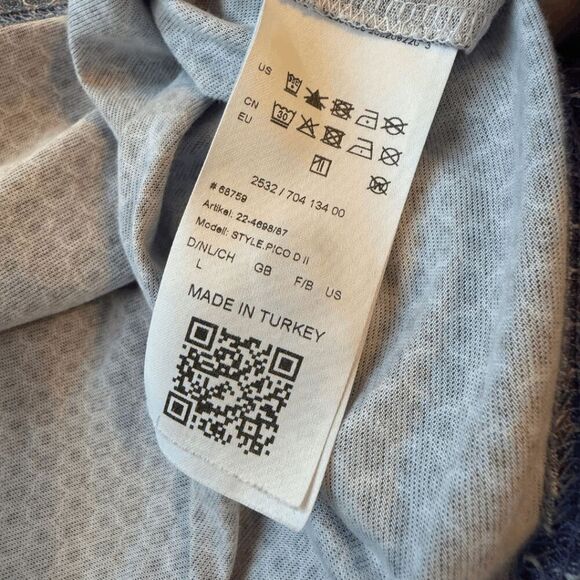 US
CN
EU
30
2532 / 704 134 00
# 68759
Artikel: 22-4698/87
Modell: STYLE.PICO D II
D/NL/CH GB F/B US
L
MADE IN TURKEY